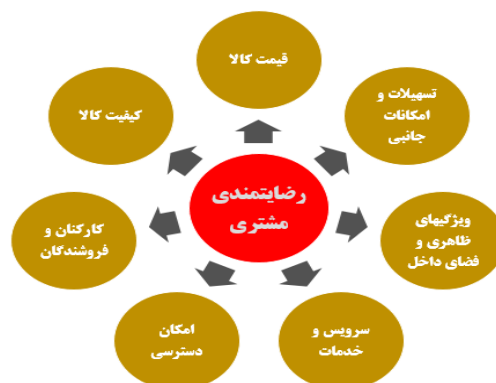 قیمت کالا
تسهیلات و
امکانات
جانبی
ویژگیهای
ظاهری و
فضای داخل
سرویس و
خدمات
امکان
دسترسی
کارکنان و
فروشندگان
کیفیت کالا
رضایتمندی
مشتری